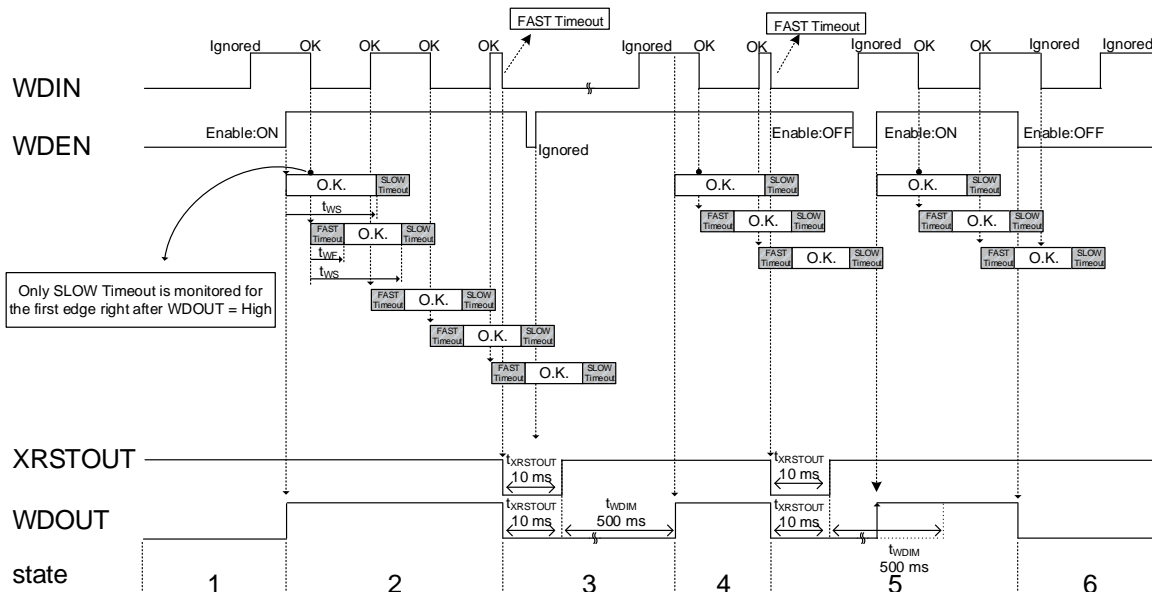 FAST Timeout
FAST Timeout
Ignored
OK
OK
OK
OK
Ignored
OK
OK
Ignored
OK
OK
Ignored
Ignored
WDIN
WDEN
Enable:ON
Ignored
Enable:OFF
Enable:ON
Enable:OFF
O.K.
SLOW
Timeout
O.K.
SLOW
Timeout
O.K.
SLOW
Timeout
tWS
FAST
Timeout
O.K.
SLOW
Timeout
FAST
Timeout
O.K.
SLOW
Timeout
FAST
Timeout
O.K.
SLOW
Timeout
tWF
tWS
FAST
Timeout
O.K.
SLOW
Timeout
FAST
Timeout
O.K.
SLOW
Timeout
Only SLOW Timeout is monitored for
the first edge right after WDOUT = High
FAST
Timeout
O.K.
SLOW
Timeout
FAST
Timeout
O.K.
SLOW
Timeout
FAST
Timeout
O.K.
SLOW
Timeout
XRSTOUT
tXRSTOUT
10 ms
tXRSTOUT
10 ms
WDOUT
tXRSTOUT
10 ms
tWDIM
500 ms
tXRSTOUT
10 ms
tWDIM
500 ms
state
1
2
3
4
5
6